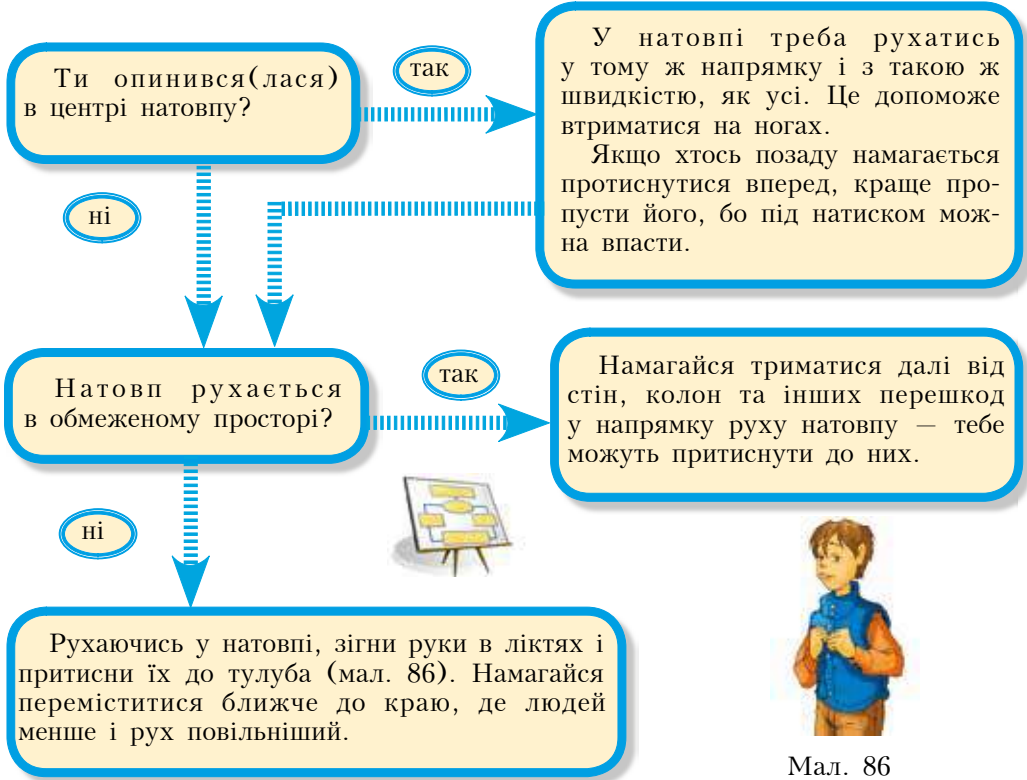 Ти опинився(лася)
в центрі натовпу?
так
У натовпі треба рухатись
у тому ж напрямку і з такою ж
швидкістю, як усі. Це допоможе
втриматися на ногах.
Якщо хтось позаду намагається
протиснутися вперед, краще про-
пусти його, бо під натиском мож-
на впасти.
ні
Натовп рухається
в обмеженому просторі?
так
Намагайся триматися далі від
стін, колон та інших перешкод
у напрямку руху натовпу — тебе
можуть притиснути до них.
ні
Рухаючись у натовпі, зігни руки в ліктях і
притисни їх до тулуба (мал. 86). Намагайся
переміститися ближче до краю, де людей
менше і рух повільніший.
Мал. 86